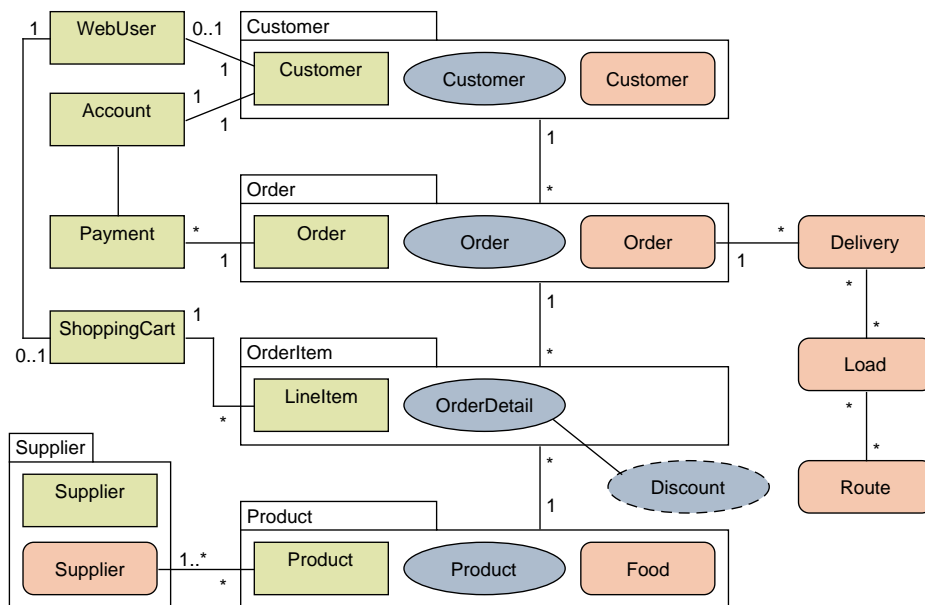 1 WebUser 0..1 Customer
1 Customer Customer Customer
Account 1
1
1
*
Order
Payment * Order Order Order * Delivery
1 1
*
1
ShoppingCart 1 *
0..1 * Load
OrderItem
LineItem OrderDetail *
*
Supplier * *
Supplier Discount Route
1
Product
Supplier 1..* Product Product Food
*